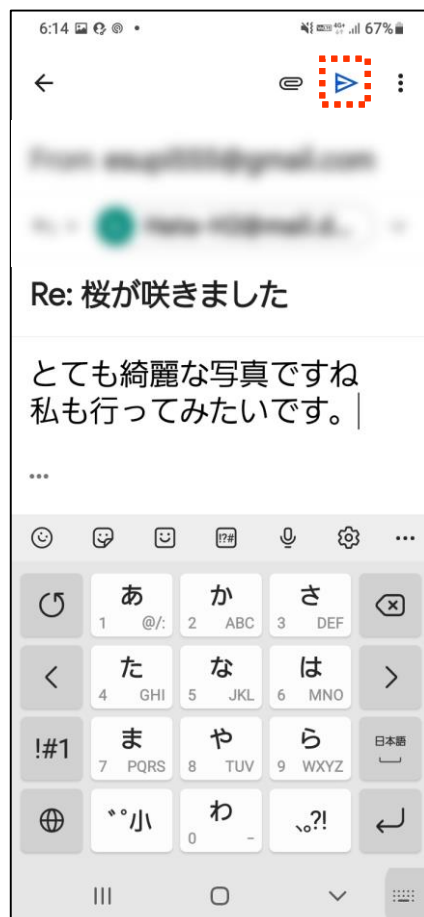 6:14
67%
Re: 桜が咲きました
とても綺麗な写真ですね
私も行ってみたいです。
•••
!?#
あ
1 @/:
か
2 ABC
さ
3 DEF
た
4 GHI
な
5 JKL
は
6 MNO
!#1
ま
7 PQRS
や
8 TUV
ら
9 WXYZ
日本語
゛゜小
わ
0 –
、。?!